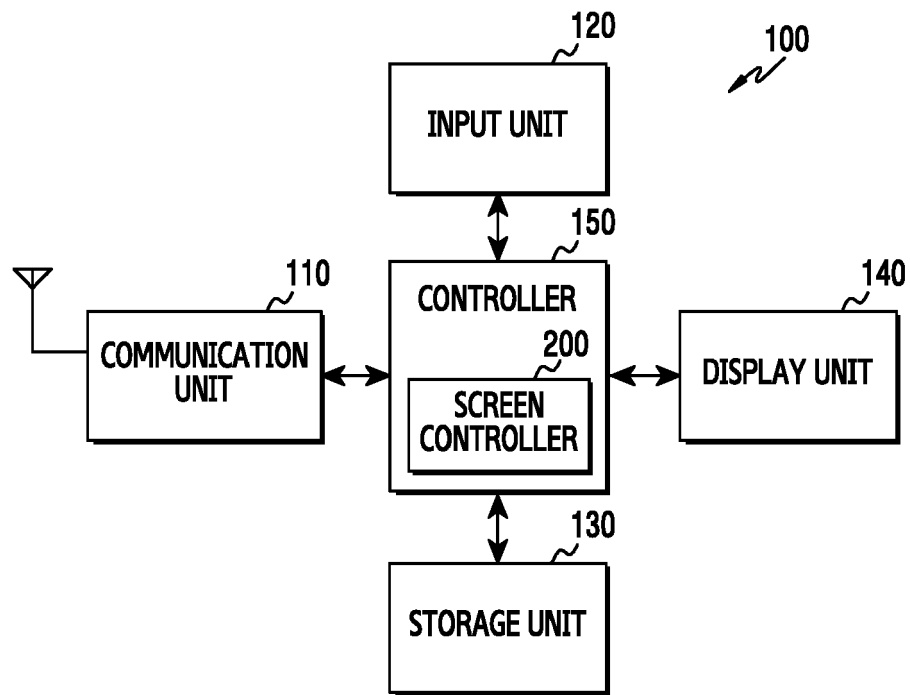 100
120
INPUT UNIT
150
CONTROLLER
110
COMMUNICATION
UNIT
140
DISPLAY UNIT
200
SCREEN
CONTROLLER
130
STORAGE UNIT